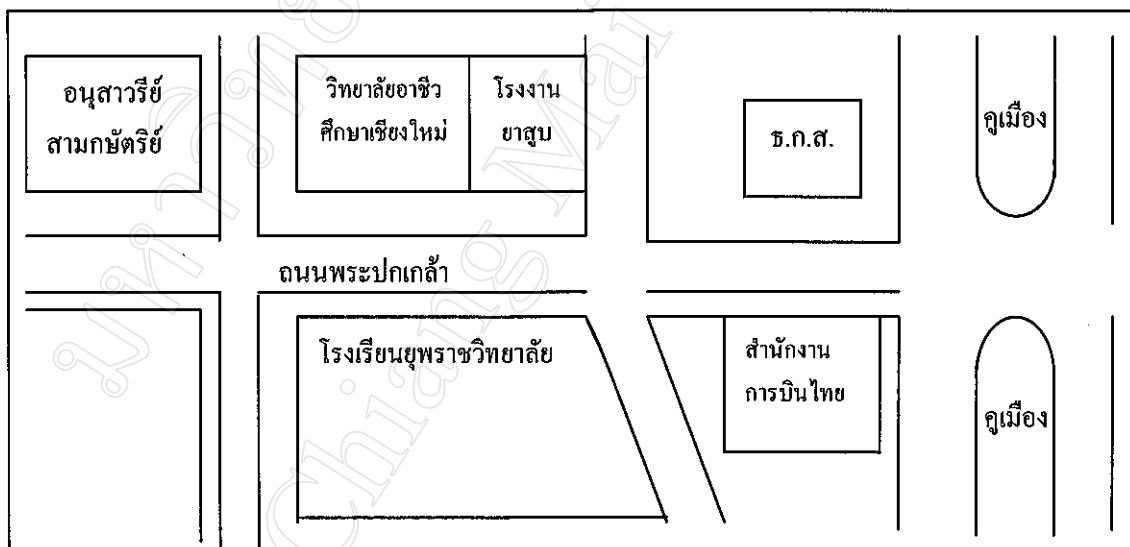 อนุสาวรีย์
สามกษัตริย์
วิทยาลัยอาชีว
ศึกษาเชียงใหม่
โรงงาน
ยาสูบ
ธ.ก.ส.
คูเมือง
ถนนพระปกเกล้า
โรงเรียนยุพราชวิทยาลัย
สำนักงาน
การบินไทย
คูเมือง
Chiang Mai